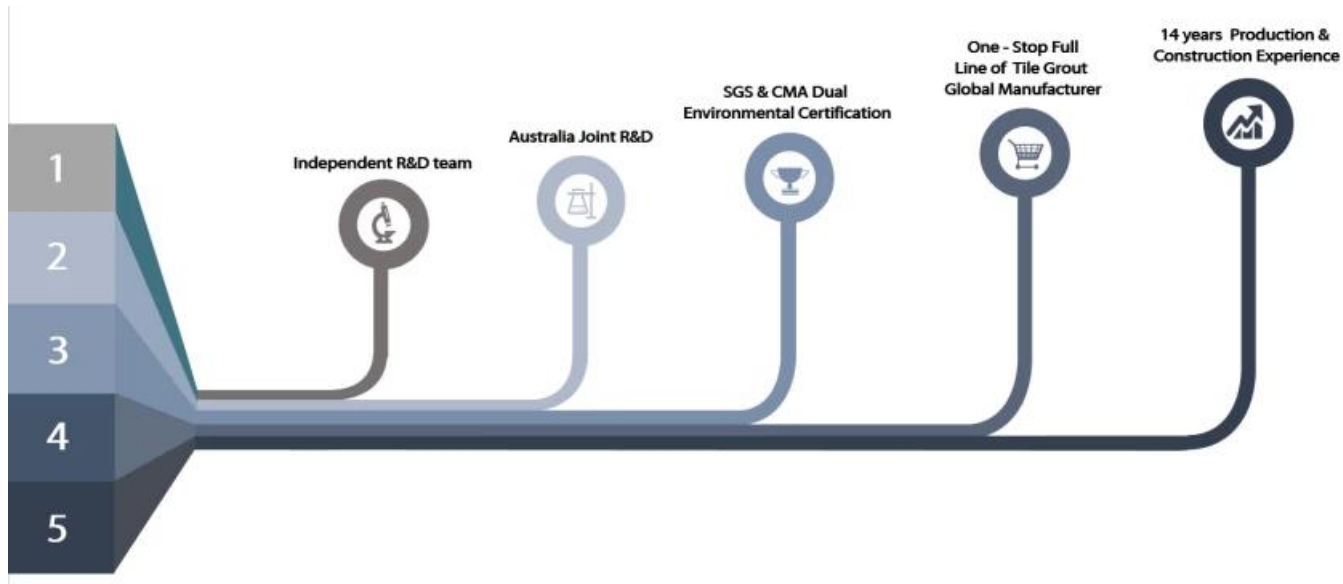 1
2
3
4
5
Independent R&D team
Australia Joint R&D
SGS & CMA Dual
Environmental Certification
One - Stop Full
Line of Tile Grout
Global Manufacturer
14 years Production &
Construction Experience